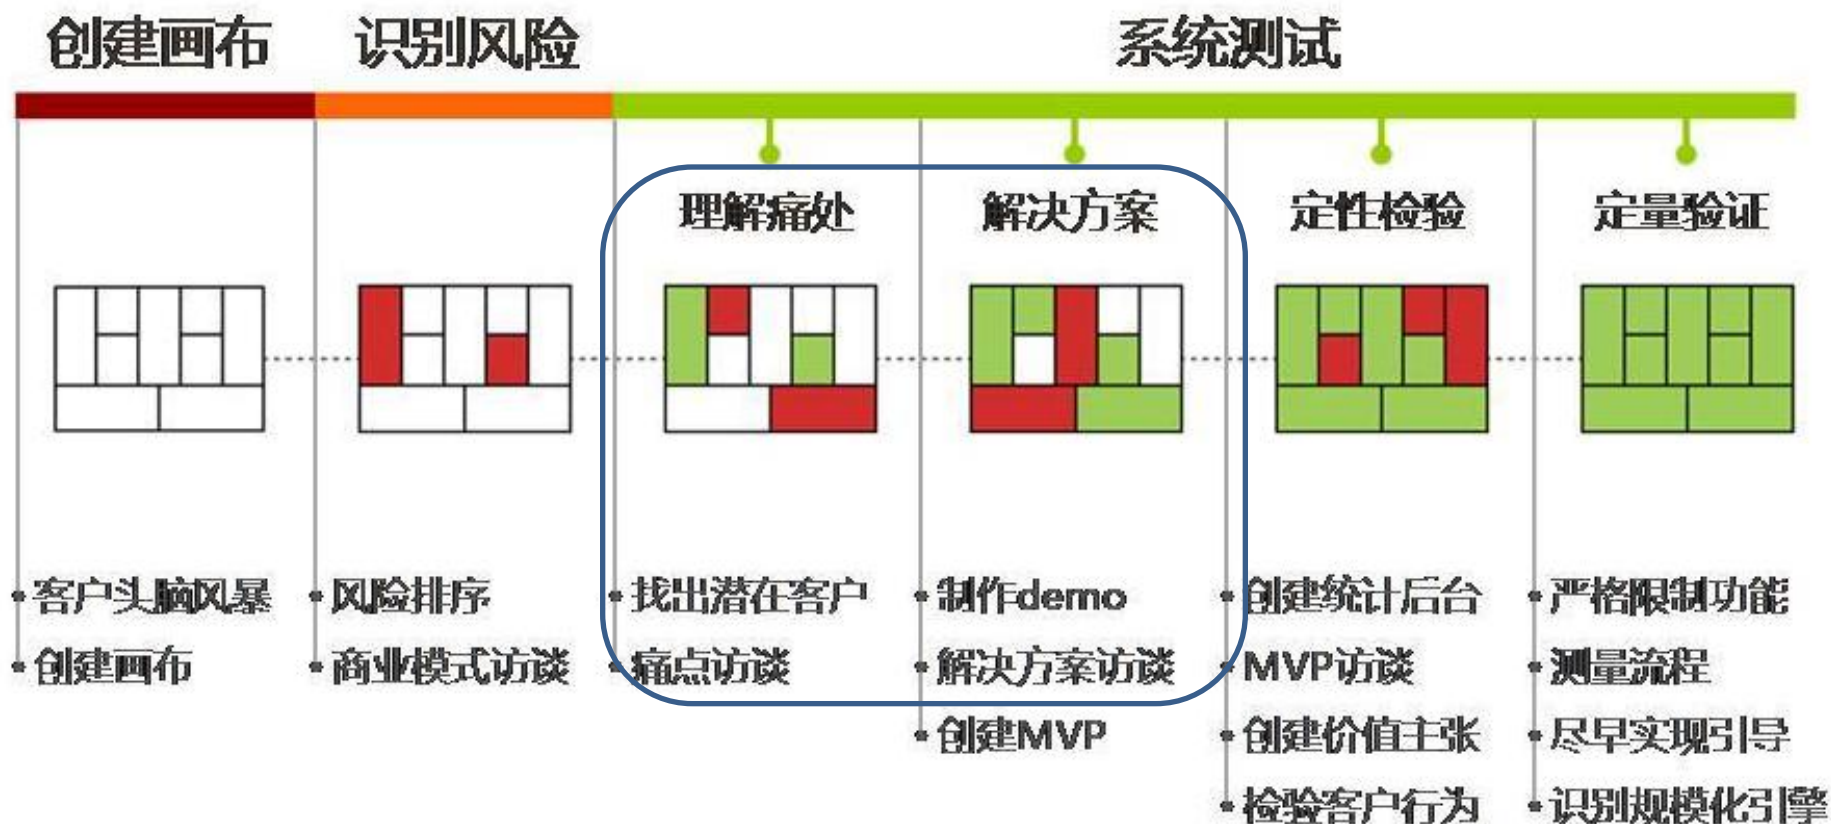 创建画布
识别风险
系统测试
理解痛处
解决方案
定性检验
定量验证
• 客户头脑风暴
• 创建画布
• 风险排序
• 商业模式访谈
• 找出潜在客户
• 痛点访谈
• 制作demo
• 解决方案访谈
• 创建MVP
• 创建统计后台
• MVP访谈
• 创建价值主张
• 检验客户行为
• 严格限制功能
• 测量流程
• 尽早实现引导
• 识别规模化引擎